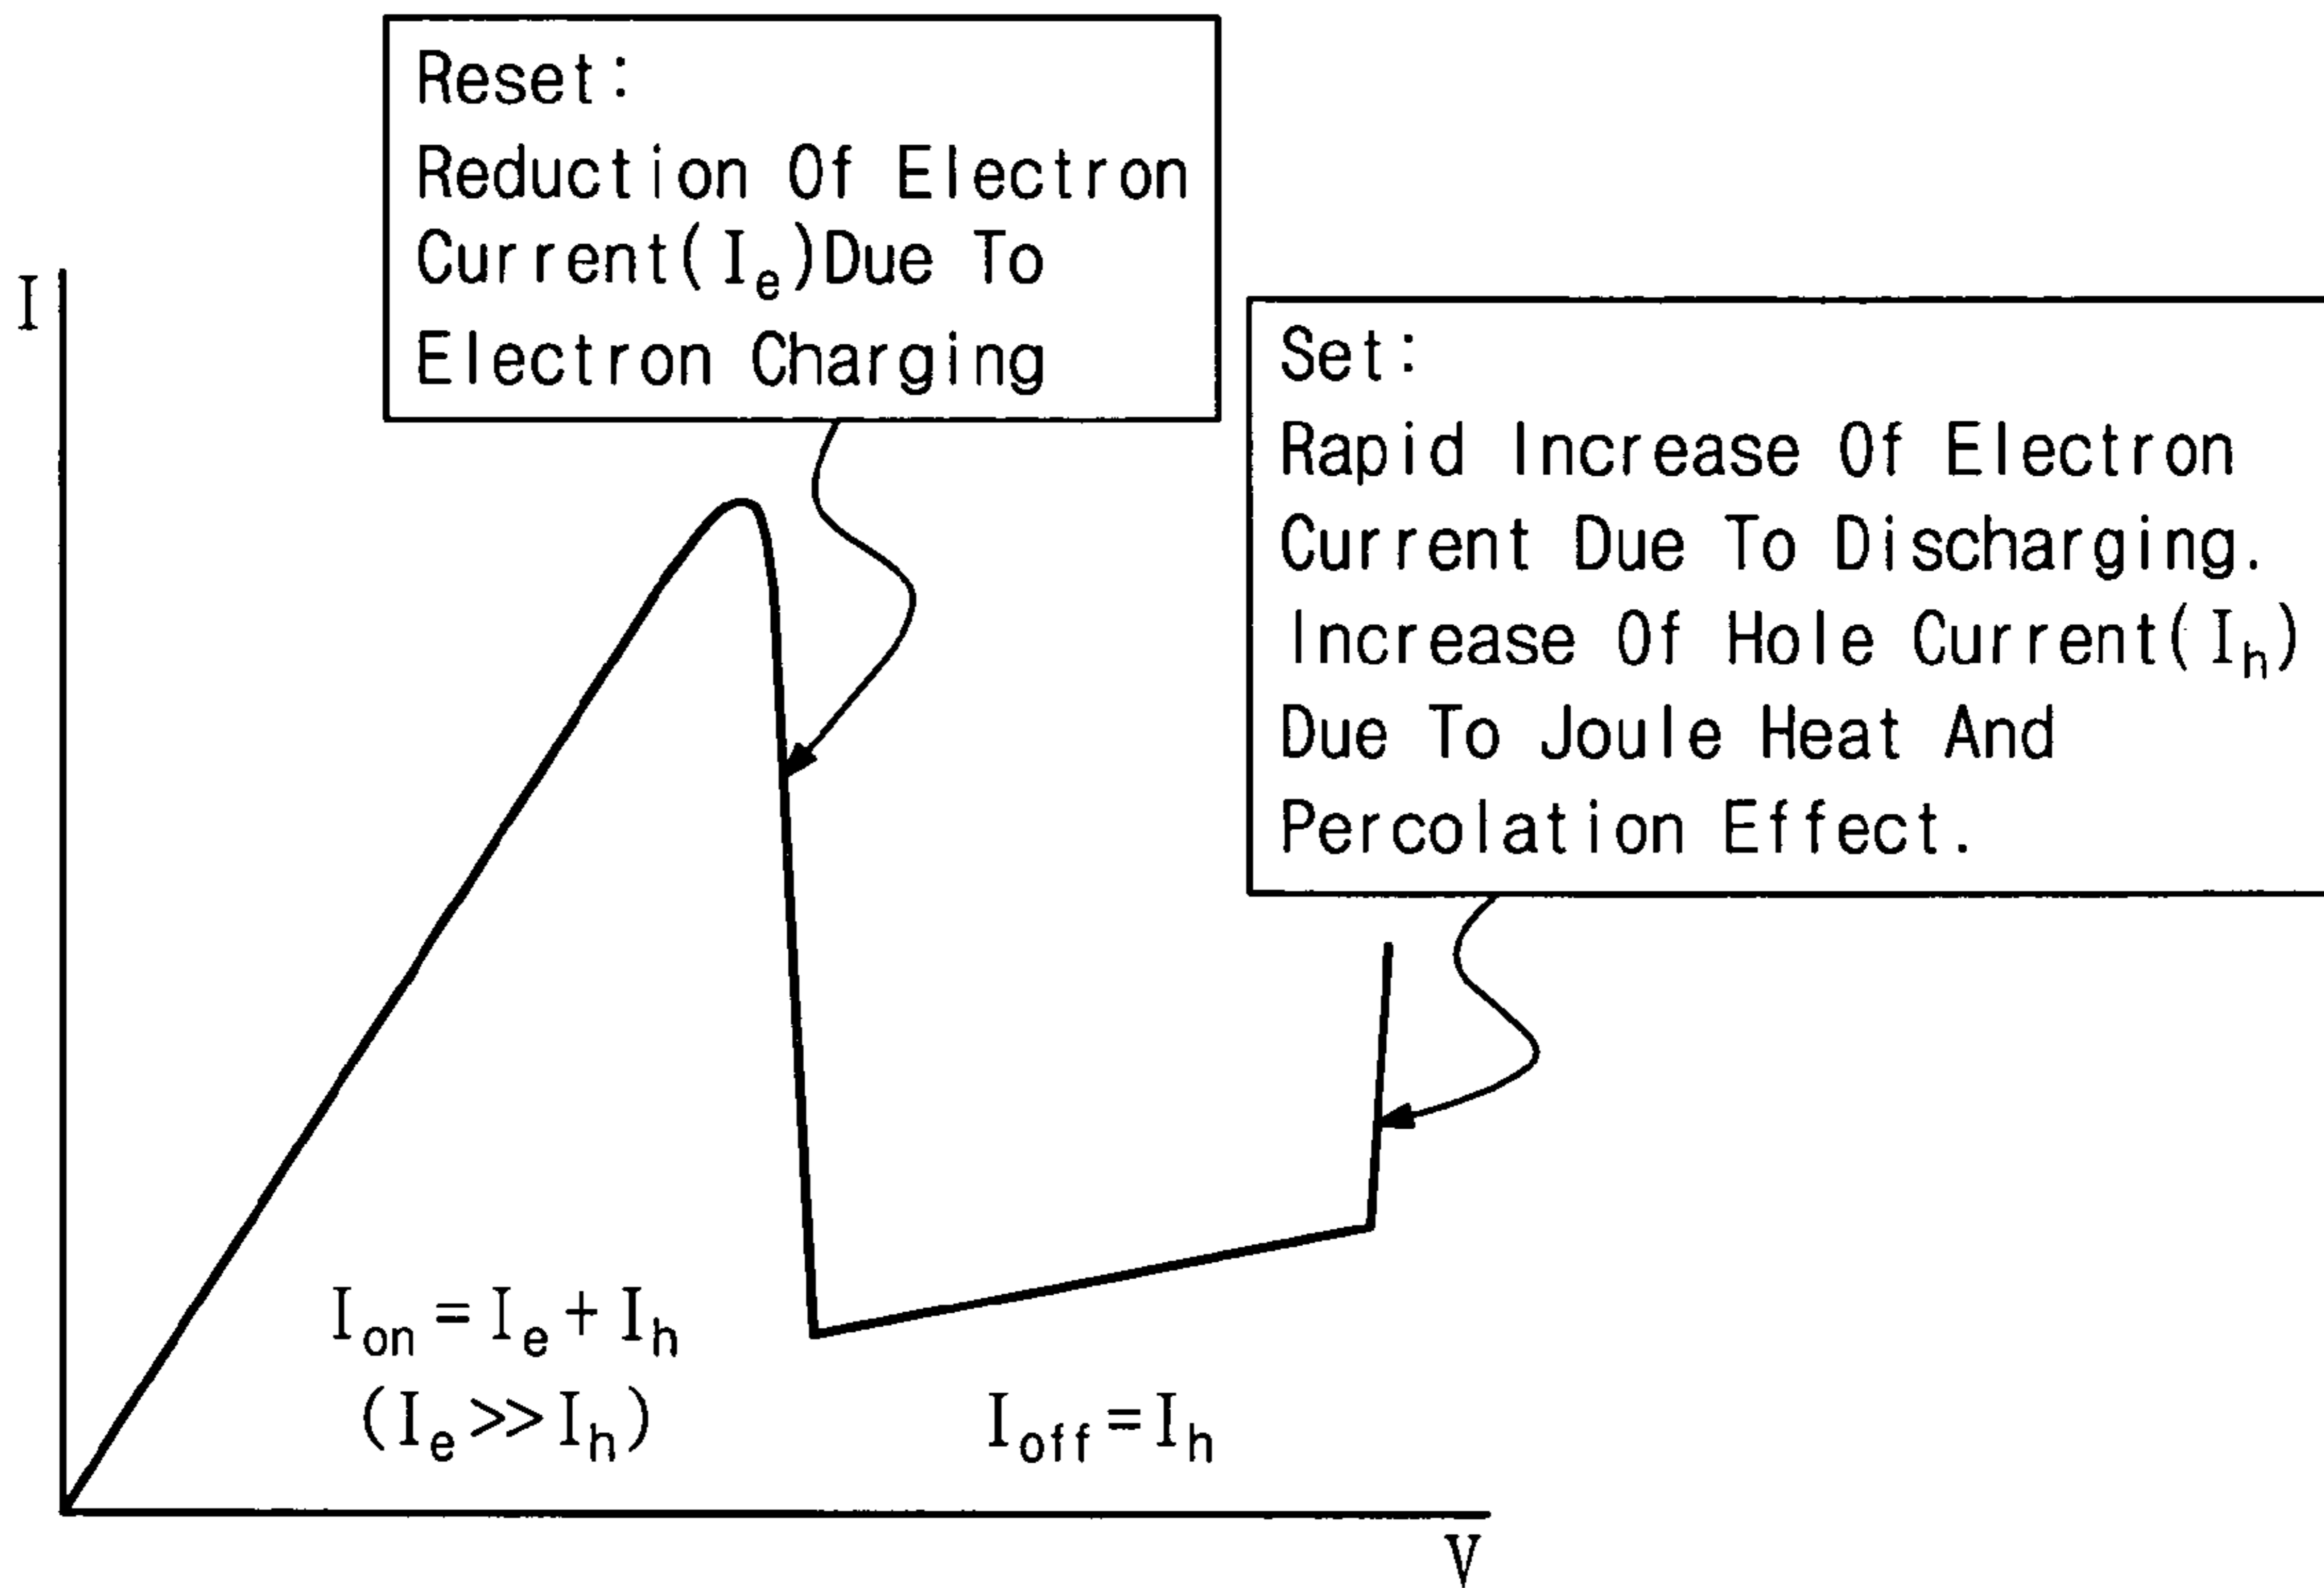 Reset:
Reduction Of Electron
Current(Iₑ)Due To
Electron Charging
I
Set:
Rapid Increase Of Electron
Current Due To Discharging.
Increase Of Hole Current(Iₕ)
Due To Joule Heat And
Percolation Effect.
Iₒₙ=Iₑ+Iₕ
(Iₑ>>Iₕ)
I_off=Iₕ
V